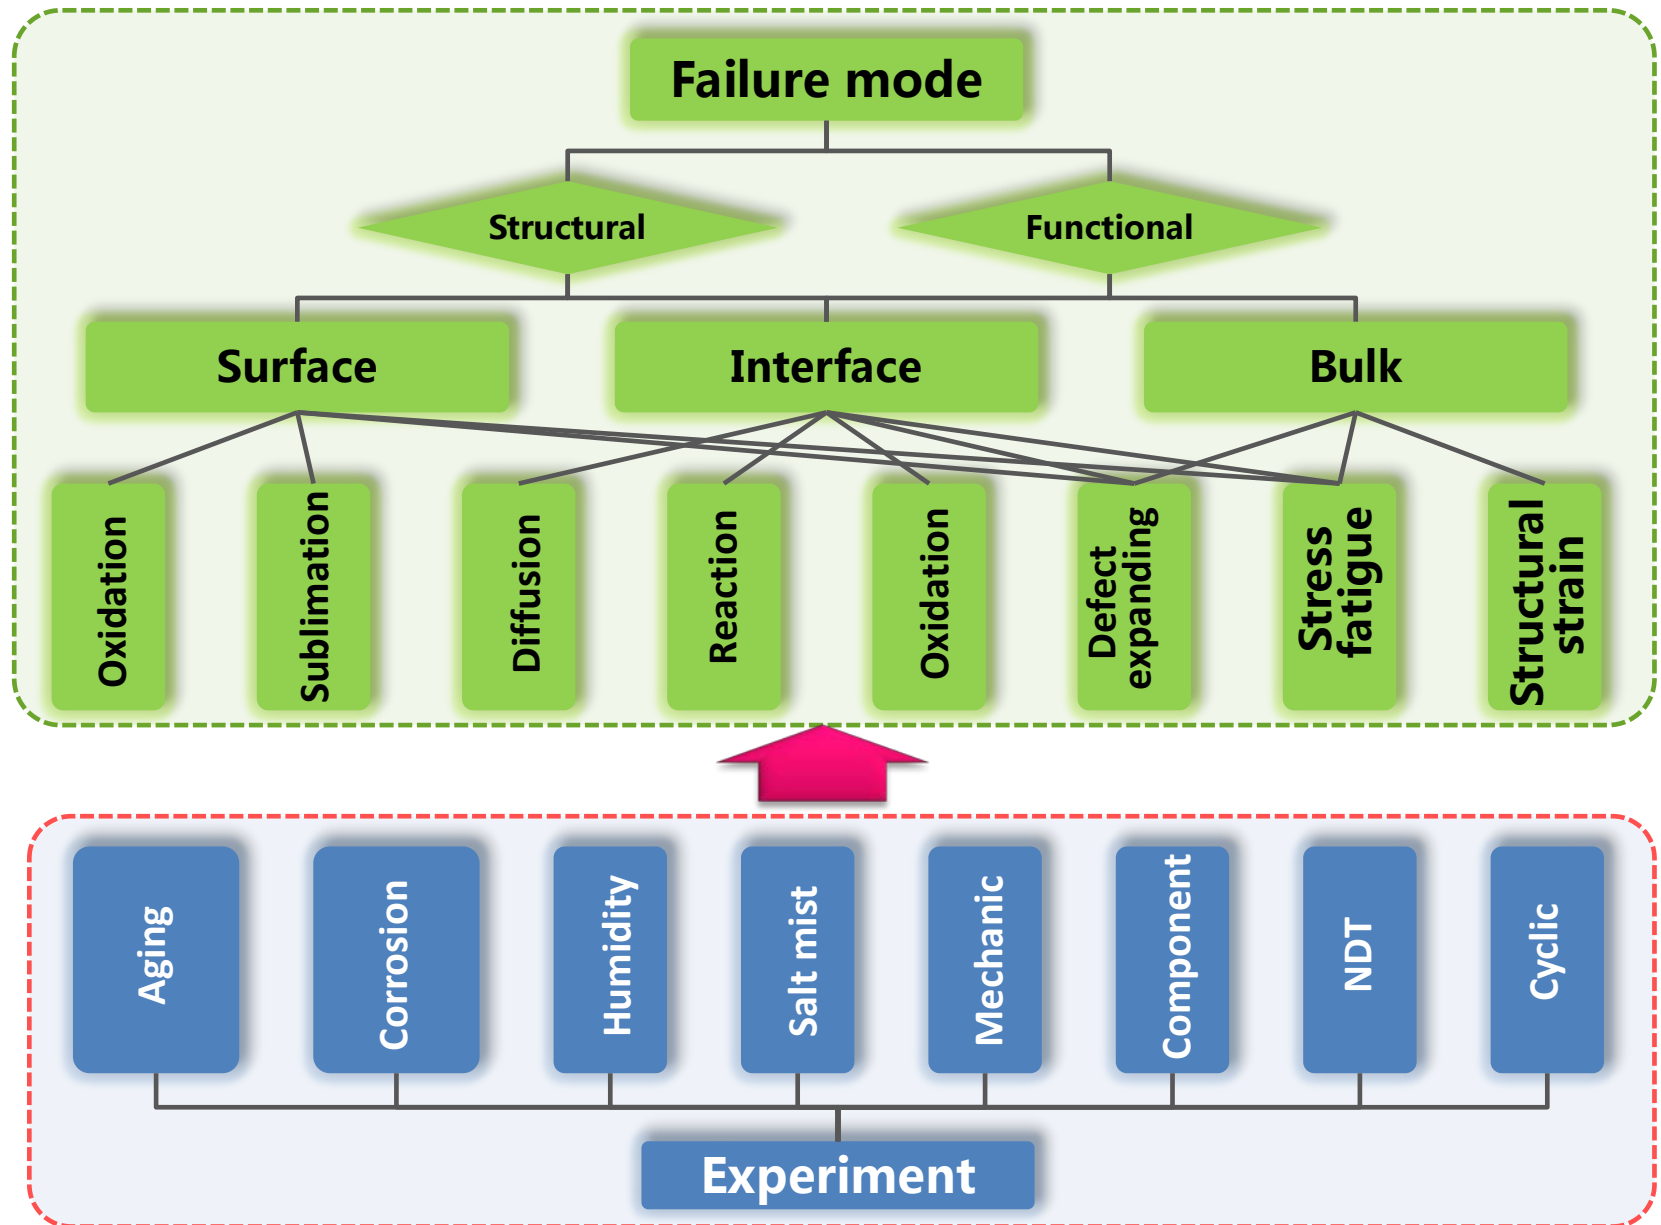 Failure mode
Structural
Functional
Surface
Interface
Bulk
Oxidation
Sublimation
Diffusion
Reaction
Oxidation
Defect
expanding
Stress
fatigue
Structural
strain
Aging
Corrosion
Humidity
Salt mist
Mechanic
Component
NDT
Cyclic
Experiment